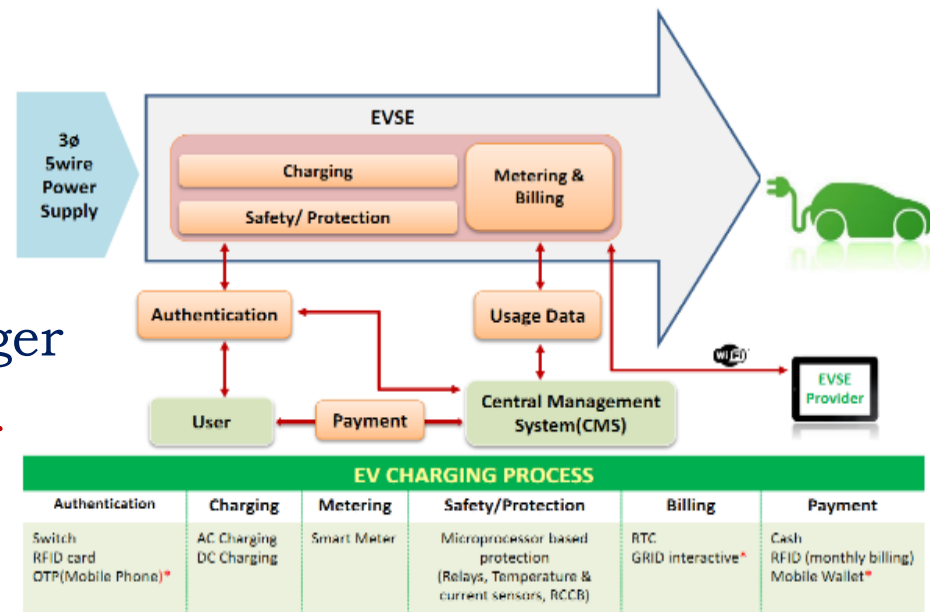 EVSE
3ø
5wire
Power
Supply
Charging
Safety/ Protection
Metering &
Billing
Authentication
Usage Data
ger
.
WiFi
EVSE
Provider
User
Payment
Central Management
System(CMS)
EV CHARGING PROCESS
Authentication Charging Metering Safety/Protection Billing Payment
Switch AC Charging Smart Meter Microprocessor based RTC Cash
RFID card DC Charging protection GRID interactive* RFID (monthly billing)
OTP(Mobile Phone)* (Relays, Temperature & Mobile Wallet*
current sensors, RCCB)